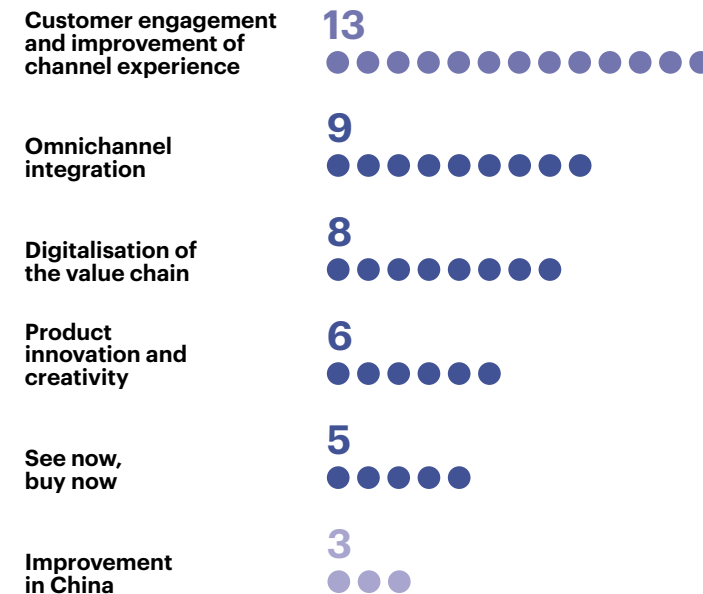 Customer engagement
and improvement of
channel experience
13
Omnichannel
integration
9
Digitalisation of
the value chain
8
Product
innovation and
creativity
6
See now,
buy now
5
Improvement
in China
3